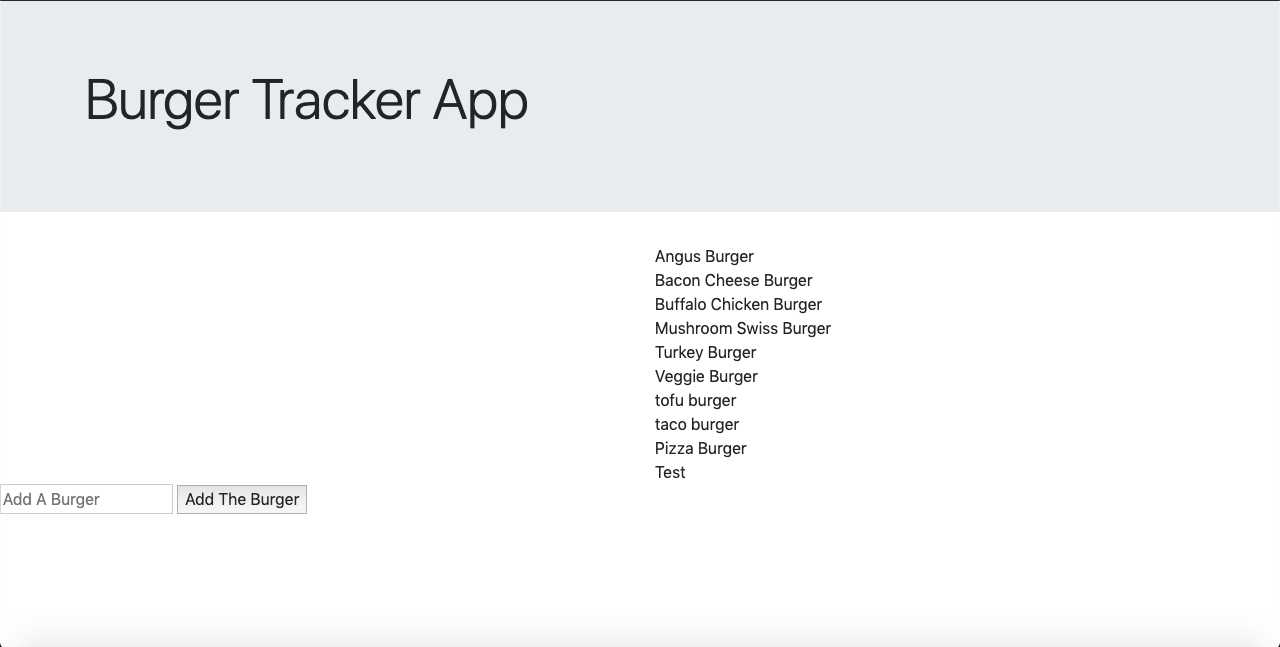 Burger Tracker App
Angus Burger
Bacon Cheese Burger
Buffalo Chicken Burger
Mushroom Swiss Burger
Turkey Burger
Veggie Burger
tofu burger
taco burger
Pizza Burger
Test
Add A Burger Add The Burger